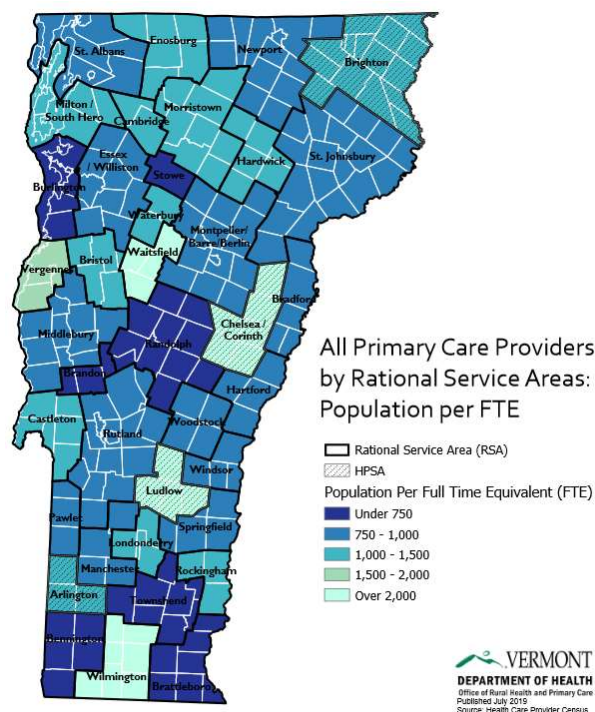 St. Albans
Enosburg
Newport
Brighton
Milton /
South Hero
Cambridge
Morristown
Hardwick
St. Johnsbury
Essex
/ Williston
Stowe
Burlington
Waterbury
Montpelier/
Barre/Berlin
Waitsfield
Vergennes
Bristol
Bradford
Chelsea /
Corinth
Middlebury
Randolph
Brandon
Hartford
Castleton
Rutland
Woodstock
Windsor
Ludlow
Pawlet
Springfield
Londonderry
Manchester
Rockingham
Arlington
Townshend
Bennington
Wilmington
Brattleboro
All Primary Care Providers
by Rational Service Areas:
Population per FTE
Rational Service Area (RSA)
HPSA
Population Per Full Time Equivalent (FTE)
Under 750
750 - 1,000
1,000 - 1,500
1,500 - 2,000
Over 2,000
VERMONT
DEPARTMENT OF HEALTH
Office of Rural Health and Primary Care
Published July 2019
Source: Health Care Provider Census